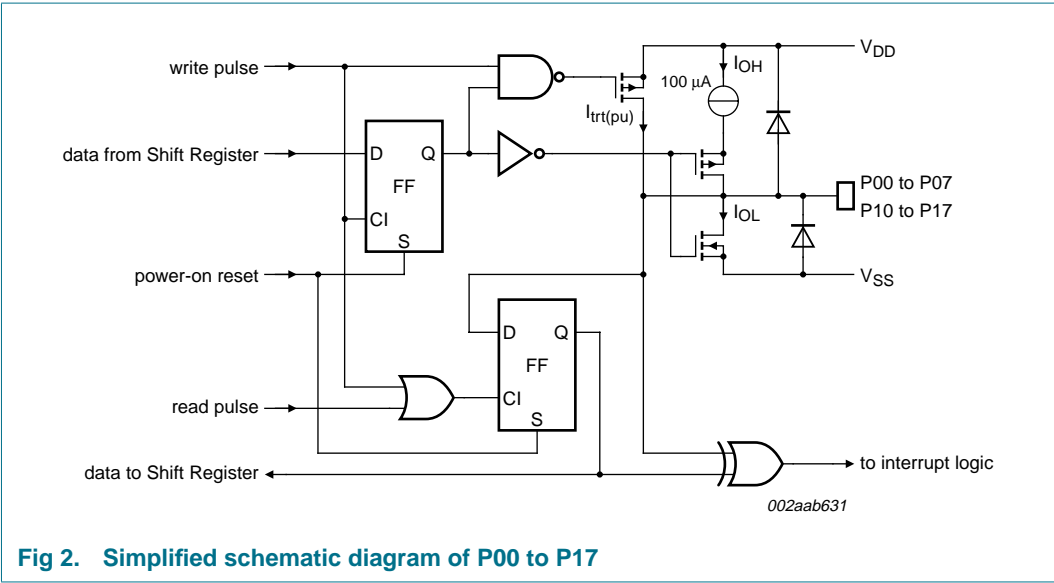 write pulse
data from Shift Register
power-on reset
read pulse
data to Shift Register
D Q
FF
CI
S
D Q
FF
CI
S
100 μA
I_OH
I_trt(pu)
I_OL
V_DD
P00 to P07
P10 to P17
V_SS
to interrupt logic
002aab631
Fig 2. Simplified schematic diagram of P00 to P17